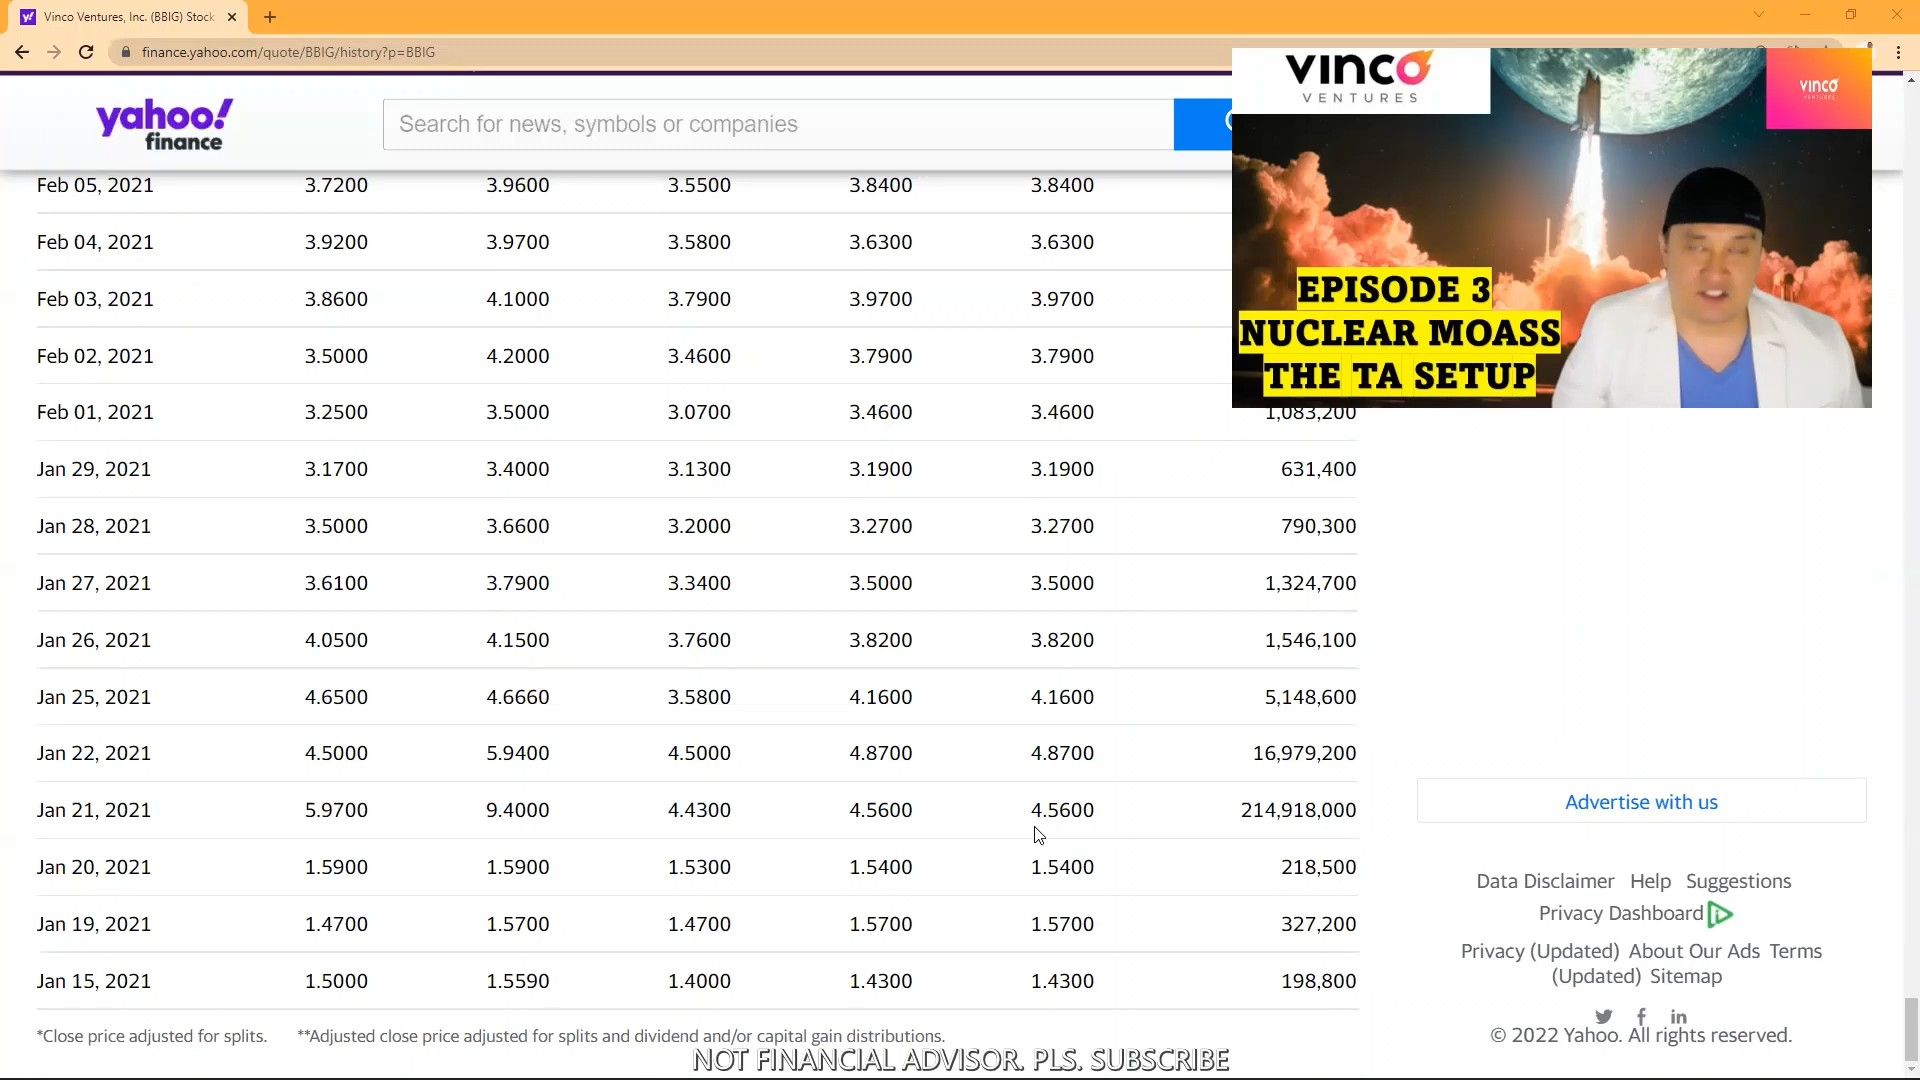 Vinco Ventures, Inc. (BBIG) Stock
finance.yahoo.com/quote/BBIG/history?p=BBIG
yahoo!
finance
Search for news, symbols or companies
vinco
VENTURES
vinco
VENTURES
EPISODE 3
NUCLEAR MOASS
THE TA SETUP
Feb 05, 2021 3.7200 3.9600 3.5500 3.8400 3.8400
Feb 04, 2021 3.9200 3.9700 3.5800 3.6300 3.6300
Feb 03, 2021 3.8600 4.1000 3.7900 3.9700 3.9700
Feb 02, 2021 3.5000 4.2000 3.4600 3.7900 3.7900
Feb 01, 2021 3.2500 3.5000 3.0700 3.4600 3.4600 1,083,200
Jan 29, 2021 3.1700 3.4000 3.1300 3.1900 3.1900 631,400
Jan 28, 2021 3.5000 3.6600 3.2000 3.2700 3.2700 790,300
Jan 27, 2021 3.6100 3.7900 3.3400 3.5000 3.5000 1,324,700
Jan 26, 2021 4.0500 4.1500 3.7600 3.8200 3.8200 1,546,100
Jan 25, 2021 4.6500 4.6660 3.5800 4.1600 4.1600 5,148,600
Jan 22, 2021 4.5000 5.9400 4.5000 4.8700 4.8700 16,979,200
Jan 21, 2021 5.9700 9.4000 4.4300 4.5600 4.5600 214,918,000
Jan 20, 2021 1.5900 1.5900 1.5300 1.5400 1.5400 218,500
Jan 19, 2021 1.4700 1.5700 1.4700 1.5700 1.5700 327,200
Jan 15, 2021 1.5000 1.5590 1.4000 1.4300 1.4300 198,800
*Close price adjusted for splits. **Adjusted close price adjusted for splits and dividend and/or capital gain distributions.
Advertise with us
Data Disclaimer Help Suggestions
Privacy Dashboard
Privacy (Updated) About Our Ads Terms
(Updated) Sitemap
© 2022 Yahoo. All rights reserved.
NOT FINANCIAL ADVISOR. PLS. SUBSCRIBE